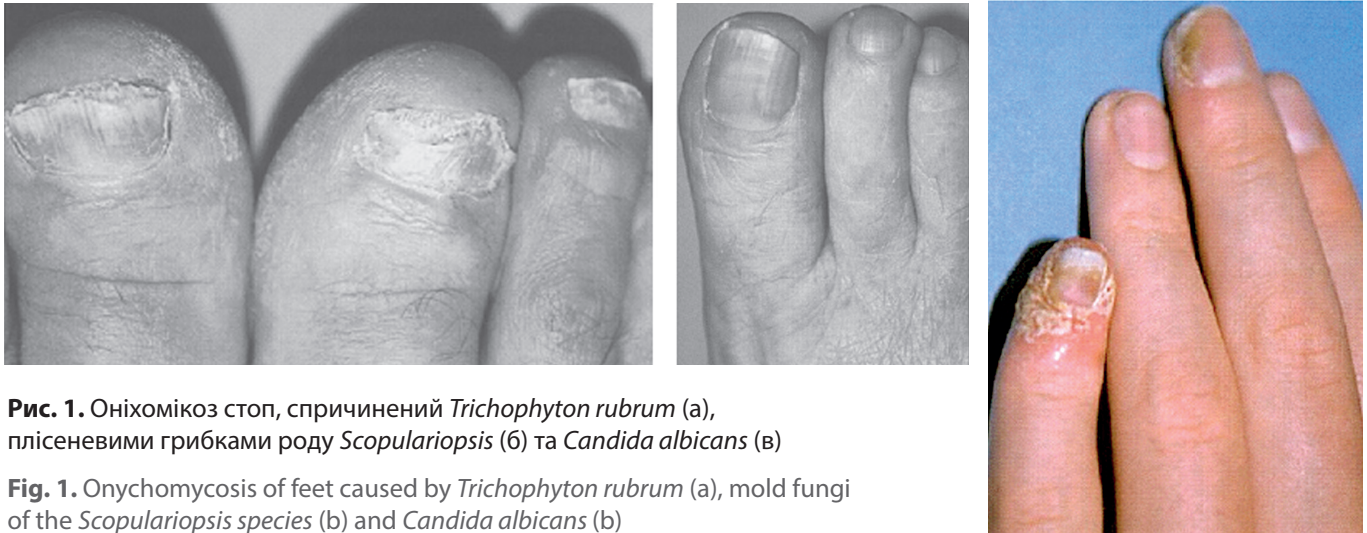 Рис. 1. Оніхомікоз стоп, спричинений Trichophyton rubrum (а),
плісеневими грибками роду Scopulariopsis (б) та Candida albicans (в)
Fig. 1. Onychomycosis of feet caused by Trichophyton rubrum (a), mold fungi
of the Scopulariopsis species (b) and Candida albicans (b)